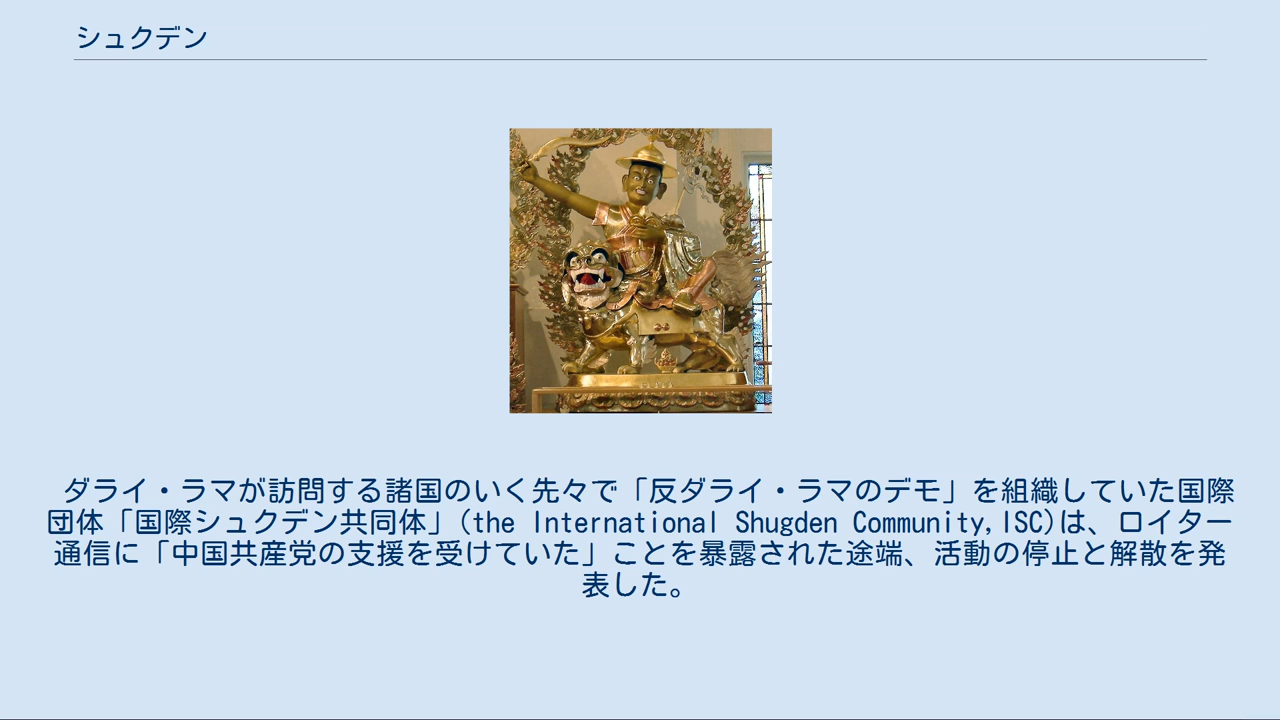 シュクデン
ダライ・ラマが訪問する諸国のいく先々で「反ダライ・ラマのデモ」を組織していた国際
団体「国際シュクデン共同体」(the International Shugden Community,ISC)は、ロイター
通信に「中国共産党の支援を受けていた」ことを暴露された途端、活動の停止と解散を発
表した。